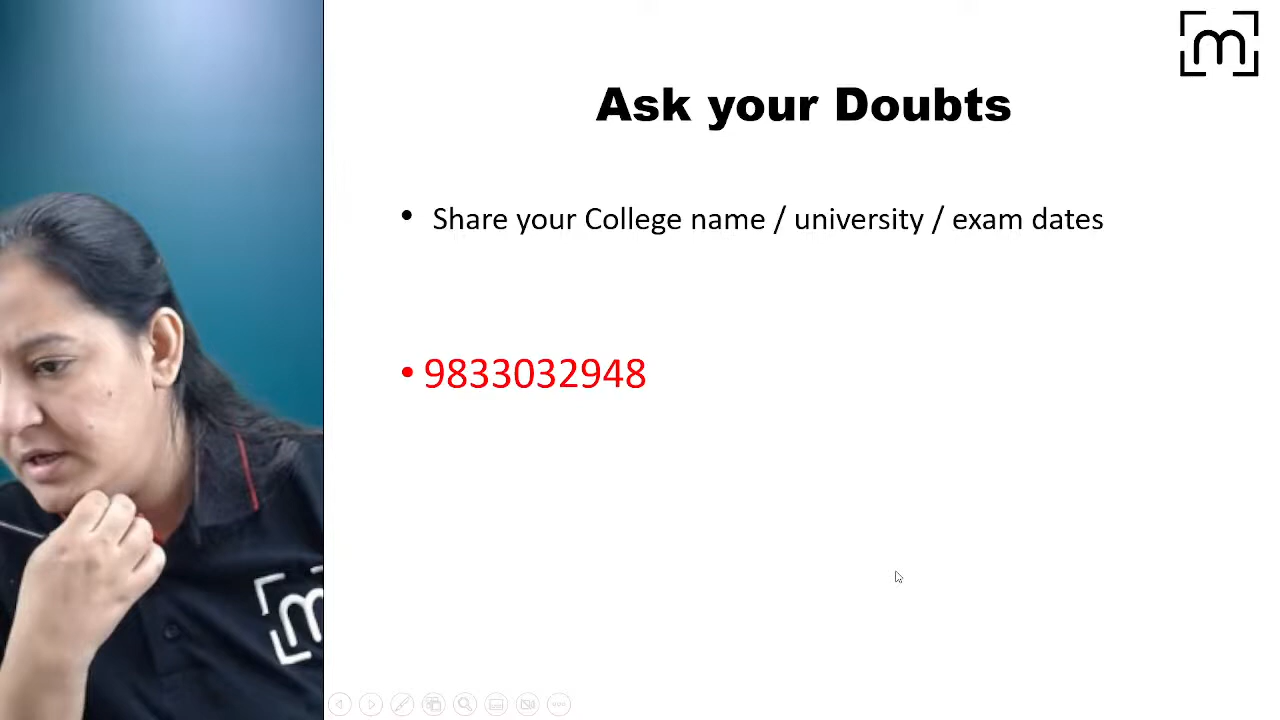 m
Ask your Doubts
• Share your College name / university / exam dates
• 9833032948
m